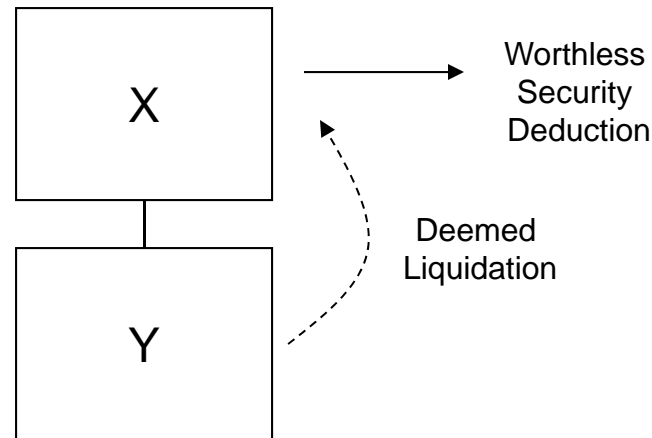 X
Worthless
Security
Deduction
Deemed
Liquidation
Y